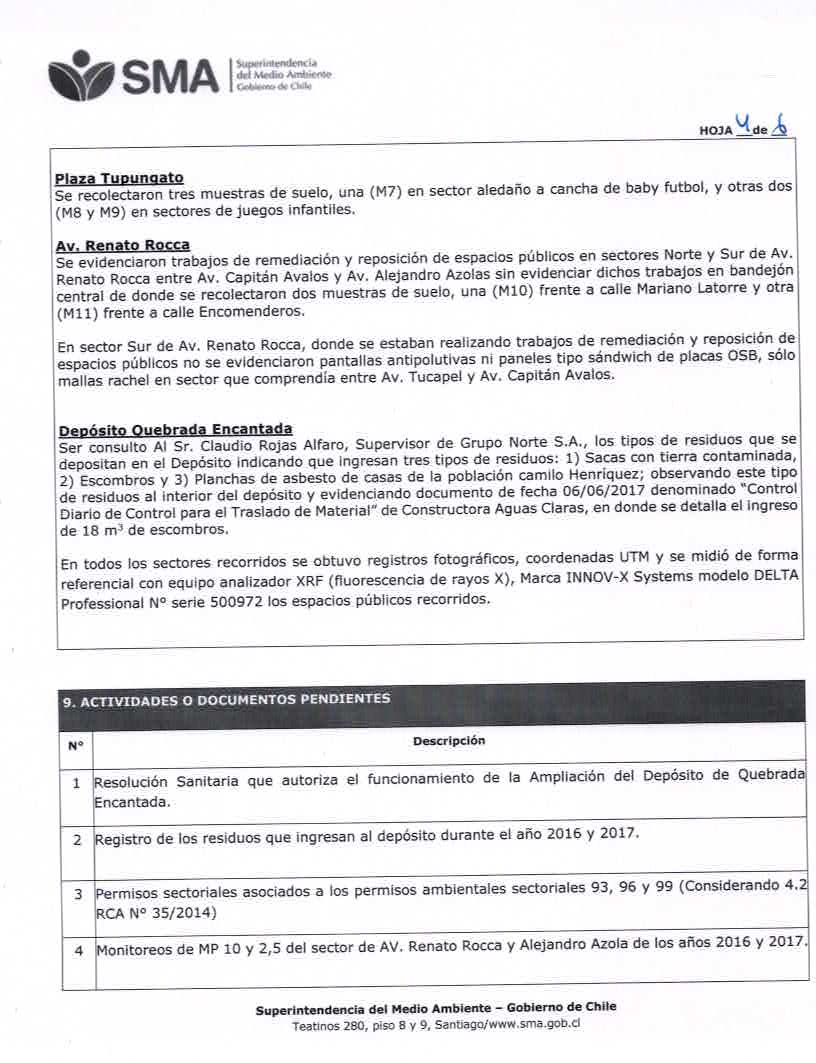 SMA
Superintendencia
del Medio Ambiente
Gobierno de Chile
HOJA 4 de 6
Plaza Tupungato
Se recolectaron tres muestras de suelo, una (M7) en sector aledaño a cancha de baby futbol, y otras dos
(M8 y M9) en sectores de juegos infantiles.
Av. Renato Rocca
Se evidenciaron trabajos de remediación y reposición de espacios públicos en sectores Norte y Sur de Av.
Renato Rocca entre Av. Capitán Avalos y Av. Alejandro Azolas sin evidenciar dichos trabajos en bandejón
central de donde se recolectaron dos muestras de suelo, una (M10) frente a calle Mariano Latorre y otra
(M11) frente a calle Encomenderos.
En sector Sur de Av. Renato Rocca, donde se estaban realizando trabajos de remediación y reposición de
espacios públicos no se evidenciaron pantallas antipolutivas ni paneles tipo sándwich de placas OSB, sólo
mallas rachel en sector que comprendía entre Av. Tucapel y Av. Capitán Avalos.
Depósito Quebrada Encantada
Ser consulto Al Sr. Claudio Rojas Alfaro, Supervisor de Grupo Norte S.A., los tipos de residuos que se
depositan en el Depósito indicando que ingresan tres tipos de residuos: 1) Sacas con tierra contaminada,
2) Escombros y 3) Planchas de asbesto de casas de la población camilo Henríquez; observando este tipo
de residuos al interior del depósito y evidenciando documento de fecha 06/06/2017 denominado "Control
Diario de Control para el Traslado de Material" de Constructora Aguas Claras, en donde se detalla el ingreso
de 18 m³ de escombros.
En todos los sectores recorridos se obtuvo registros fotográficos, coordenadas UTM y se midió de forma
referencial con equipo analizador XRF (fluorescencia de rayos X), Marca INNOV-X Systems modelo DELTA
Professional Nº serie 500972 los espacios públicos recorridos.
9. ACTIVIDADES O DOCUMENTOS PENDIENTES
Nº Descripción
1 Resolución Sanitaria que autoriza el funcionamiento de la Ampliación del Depósito de Quebrada
Encantada.
2 Registro de los residuos que ingresan al depósito durante el año 2016 y 2017.
3 Permisos sectoriales asociados a los permisos ambientales sectoriales 93, 96 y 99 (Considerando 4.2
RCA Nº 35/2014)
4 Monitoreos de MP 10 y 2,5 del sector de AV. Renato Rocca y Alejandro Azola de los años 2016 y 2017.
Superintendencia del Medio Ambiente – Gobierno de Chile
Teatinos 280, piso 8 y 9, Santiago/www.sma.gob.cl